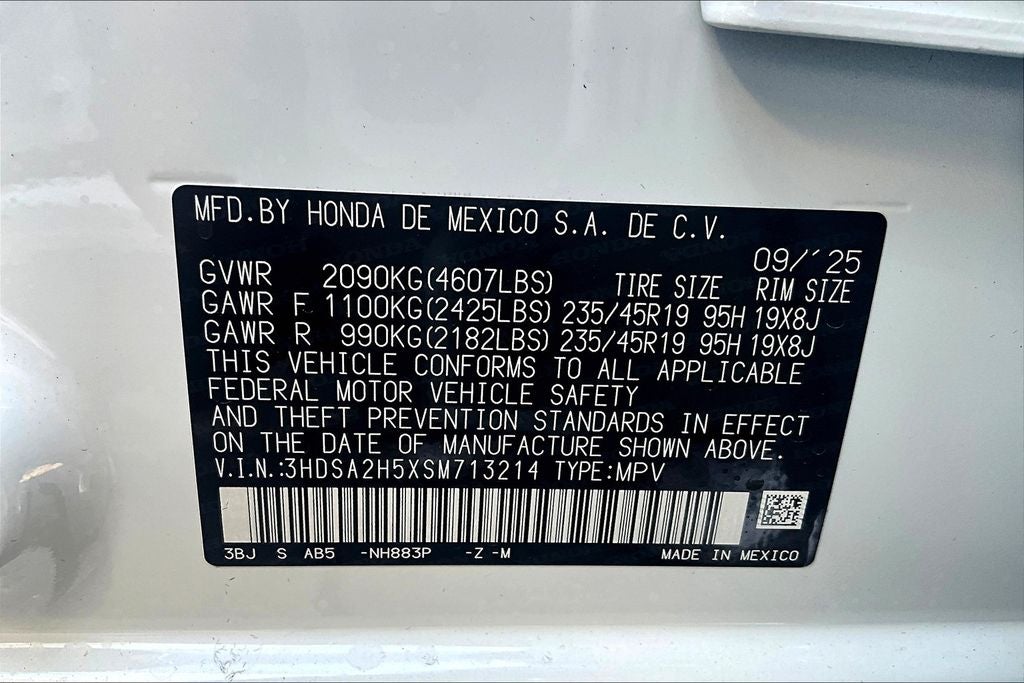 MFD.BY HONDA DE MEXICO S.A. DE C.V.
09/´25
GVWR 2090KG(4607LBS) TIRE SIZE RIM SIZE
GAWR F 1100KG(2425LBS) 235/45R19 95H 19X8J
GAWR R 990KG(2182LBS) 235/45R19 95H 19X8J
THIS VEHICLE CONFORMS TO ALL APPLICABLE
FEDERAL MOTOR VEHICLE SAFETY
AND THEFT PREVENTION STANDARDS IN EFFECT
ON THE DATE OF MANUFACTURE SHOWN ABOVE.
V.I.N.:3HDSA2H5XSM713214 TYPE:MPV
3BJ S AB5 -NH883P -Z -M MADE IN MEXICO